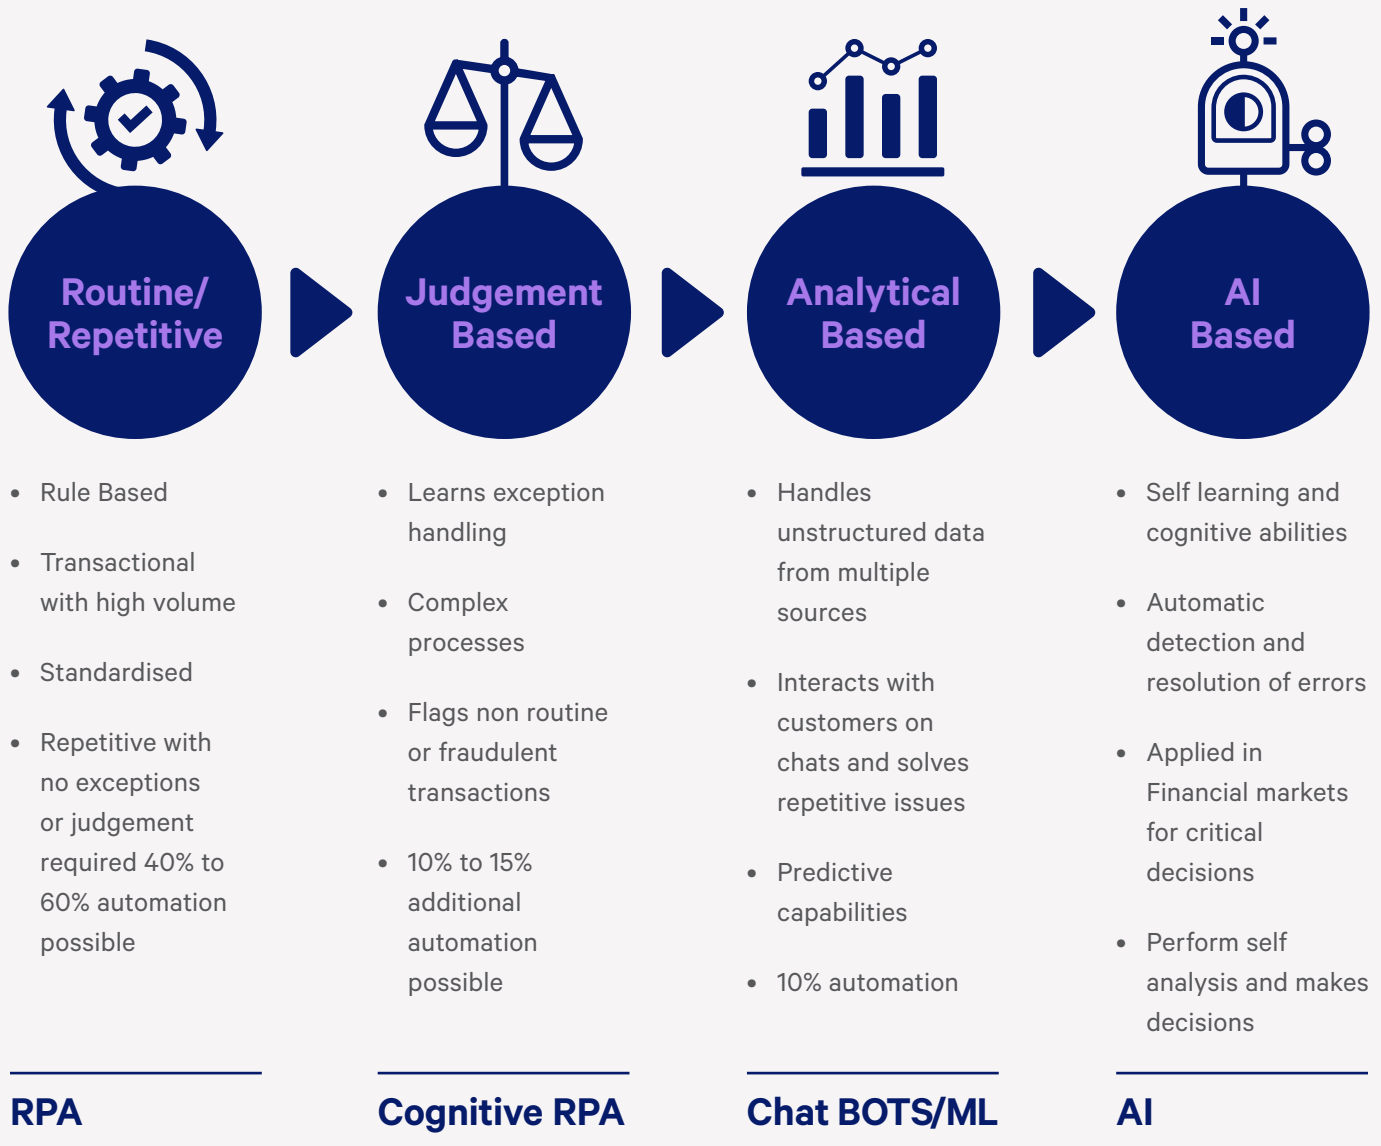 Routine/
Repetitive
Judgement
Based
Analytical
Based
AI
Based
• Rule Based
• Transactional
with high volume
• Standardised
• Repetitive with
no exceptions
or judgement
required 40% to
60% automation
possible
RPA
• Learns exception
handling
• Complex
processes
• Flags non routine
or fraudulent
transactions
• 10% to 15%
additional
automation
possible
Cognitive RPA
• Handles
unstructured data
from multiple
sources
• Interacts with
customers on
chats and solves
repetitive issues
• Predictive
capabilities
• 10% automation
Chat BOTS/ML
• Self learning and
cognitive abilities
• Automatic
detection and
resolution of errors
• Applied in
Financial markets
for critical
decisions
• Perform self
analysis and makes
decisions
AI